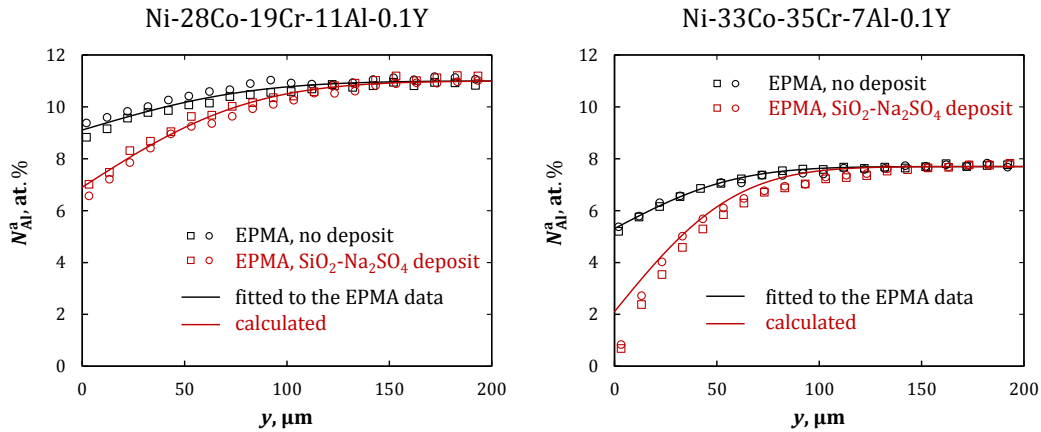 Ni-28Co-19Cr-11Al-0.1Y
12
10
8
6
4
2
0
N^a_Al, at. %
EPMA, no deposit
EPMA, SiO₂-Na₂SO₄ deposit
fitted to the EPMA data
calculated
0 50 100 150 200
y, μm
Ni-33Co-35Cr-7Al-0.1Y
12
10
8
6
4
2
0
N^a_Al, at. %
EPMA, no deposit
EPMA, SiO₂-Na₂SO₄ deposit
fitted to the EPMA data
calculated
0 50 100 150 200
y, μm